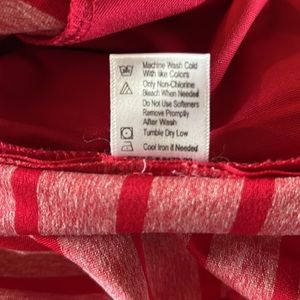 Machine Wash Cold
With like Colors
Only Non-Chlorine
Bleach When Needed
Do Not Use Softeners
Remove Promptly
After Wash
Tumble Dry Low
Cool Iron it Needed